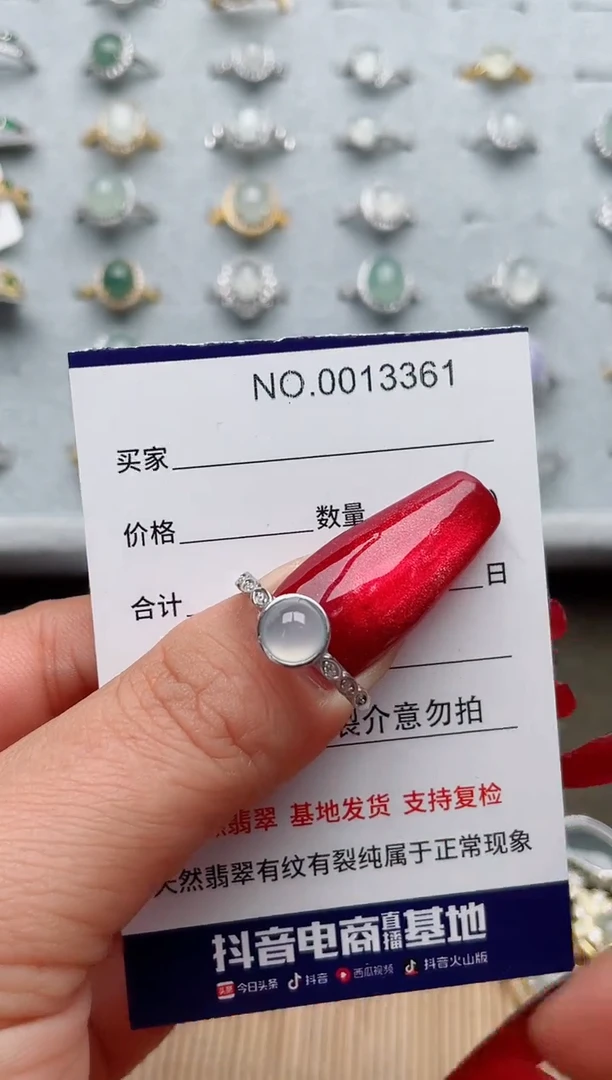 NO.0013361
买家
价格 数量
合计 日
介意勿拍
翡翠 基地发货 支持复检
天然翡翠有纹有裂纯属于正常现象
抖音电商直播基地
头条 今日头条 抖音 西瓜视频 抖音火山版